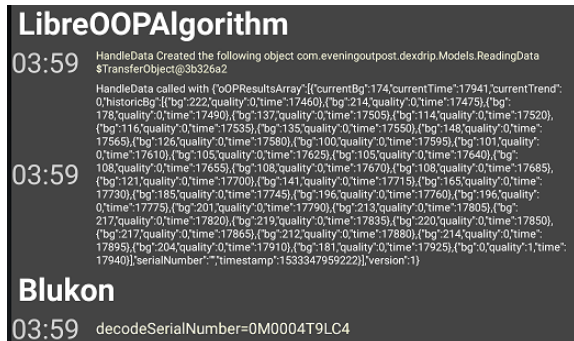 LibreOOPAlgorithm
03:59
HandleData Created the following object com.eveningoutpost.dexdrip.Models.ReadingData
$TransferObject@3b326a2
03:59
HandleData called with {"oOPResultsArray":[{"currentBg":174,"currentTime":17941,"currentTrend":
0,"historicBg":[{"bg":222,"quality":0,"time":17460},{"bg":214,"quality":0,"time":17475},{"bg":
178,"quality":0,"time":17490},{"bg":137,"quality":0,"time":17505},{"bg":114,"quality":0,"time":17520},
{"bg":116,"quality":0,"time":17535},{"bg":135,"quality":0,"time":17550},{"bg":148,"quality":0,"time":
17565},{"bg":126,"quality":0,"time":17580},{"bg":100,"quality":0,"time":17595},{"bg":101,"quality"
:0,"time":17610},{"bg":105,"quality":0,"time":17625},{"bg":105,"quality":0,"time":17640},{"bg":
108,"quality":0,"time":17655},{"bg":108,"quality":0,"time":17670},{"bg":108,"quality":0,"time":17685},
{"bg":121,"quality":0,"time":17700},{"bg":141,"quality":0,"time":17715},{"bg":165,"quality":0,"time":
17730},{"bg":185,"quality":0,"time":17745},{"bg":196,"quality":0,"time":17760},{"bg":196,"quality"
:0,"time":17775},{"bg":201,"quality":0,"time":17790},{"bg":213,"quality":0,"time":17805},{"bg":
217,"quality":0,"time":17820},{"bg":219,"quality":0,"time":17835},{"bg":220,"quality":0,"time":17850},
{"bg":217,"quality":0,"time":17865},{"bg":212,"quality":0,"time":17880},{"bg":214,"quality":0,"time":
17895},{"bg":204,"quality":0,"time":17910},{"bg":181,"quality":0,"time":17925},{"bg":0,"quality":1,"time":
17940}],"serialNumber":"","timestamp":1533347959222}],"version":1}
Blukon
03:59
decodeSerialNumber=0M0004T9LC4